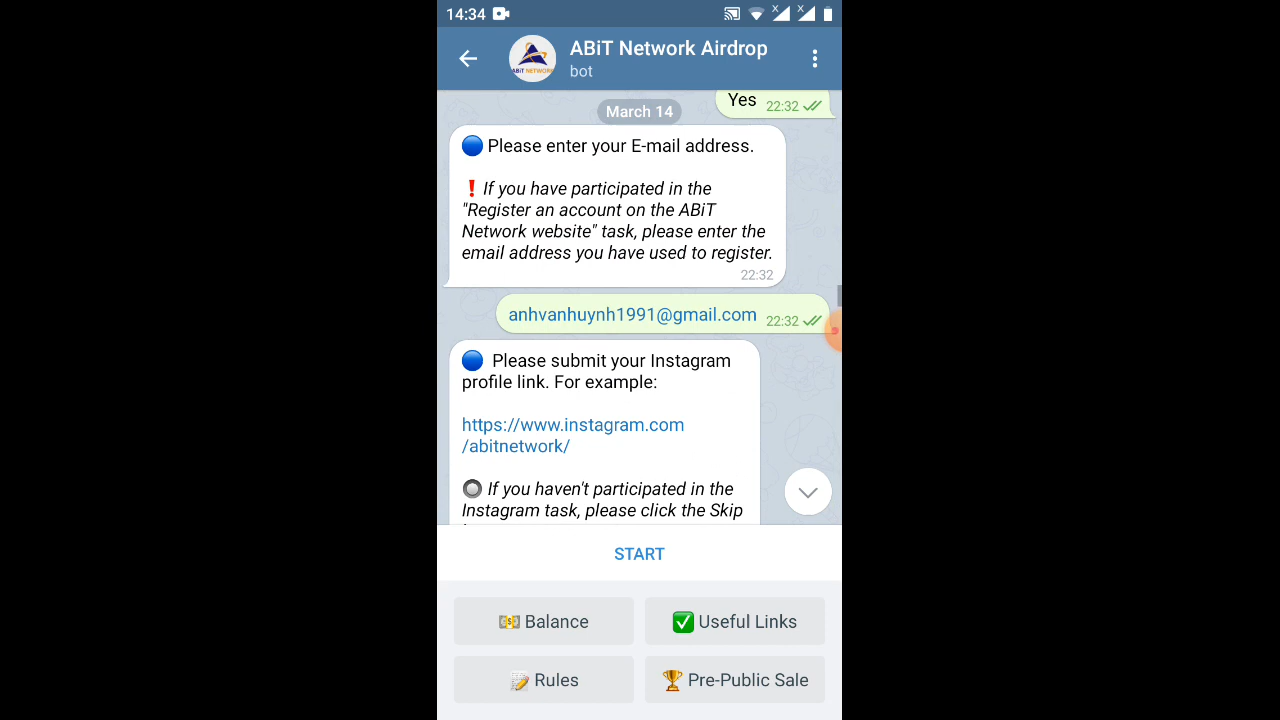 14:34
ABiT Network Airdrop
bot
ABiT NETWORK
Yes 22:32
March 14
Please enter your E-mail address.
❗ If you have participated in the
"Register an account on the ABiT
Network website" task, please enter the
email address you have used to register.
22:32
anhvanhuynh1991@gmail.com 22:32
Please submit your Instagram
profile link. For example:
https://www.instagram.com
/abitnetwork/
If you haven't participated in the
Instagram task, please click the Skip
START
Balance
Useful Links
Rules
Pre-Public Sale